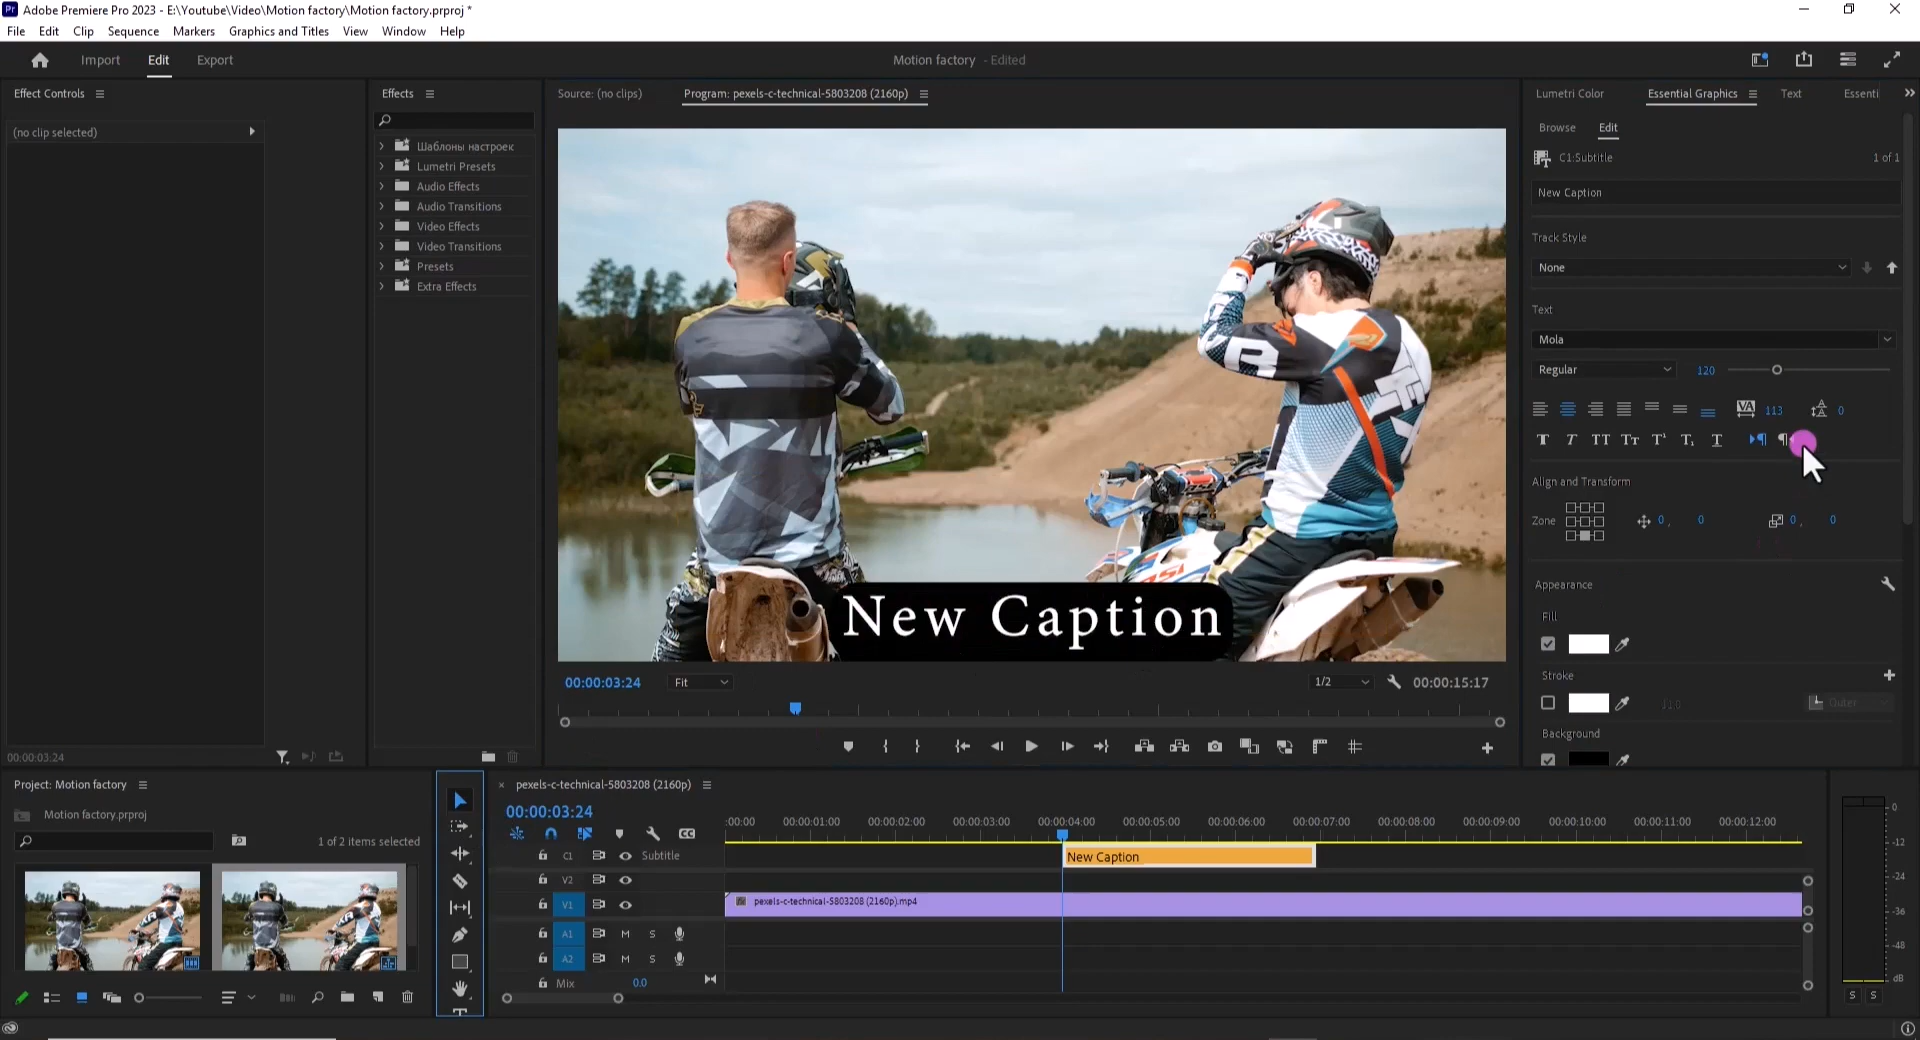 Adobe Premiere Pro 2023 - E:\Youtube\Video\Motion factory\Motion factory.prproj *
File Edit Clip Sequence Markers Graphics and Titles View Window Help
Import Edit Export
Motion factory - Edited
Effect Controls
(no clip selected)
00:00:03:24
Effects
Шаблоны настроек
Lumetri Presets
Audio Effects
Audio Transitions
Video Effects
Video Transitions
Presets
Extra Effects
Source: (no clips)
Program: pexels-c-technical-5803208 (2160p)
New Caption
00:00:03:24
Fit
1/2
00:00:15:17
Lumetri Color Essential Graphics Text Essenti
Browse Edit
C1:Subtitle
1 of 1
New Caption
Track Style
None
Text
Mola
Regular
120
113
0
Align and Transform
Zone
0, 0
0, 0
Appearance
Fill
Stroke
Outer
Background
Project: Motion factory
Motion factory.prproj
1 of 2 items selected
pexels-c-technical-5803208 (2160p)
00:00:03:24
:00:00 00:00:01:00 00:00:02:00 00:00:03:00 00:00:04:00 00:00:05:00 00:00:06:00 00:00:07:00 00:00:08:00 00:00:09:00 00:00:10:00 00:00:11:00 00:00:12:00
C1 Subtitle
New Caption
V2
V1
pexels-c-technical-5803208 (2160p).mp4
A1 M S
A2 M S
Mix 0.0
0
-12
-24
-36
-48
dB
S S